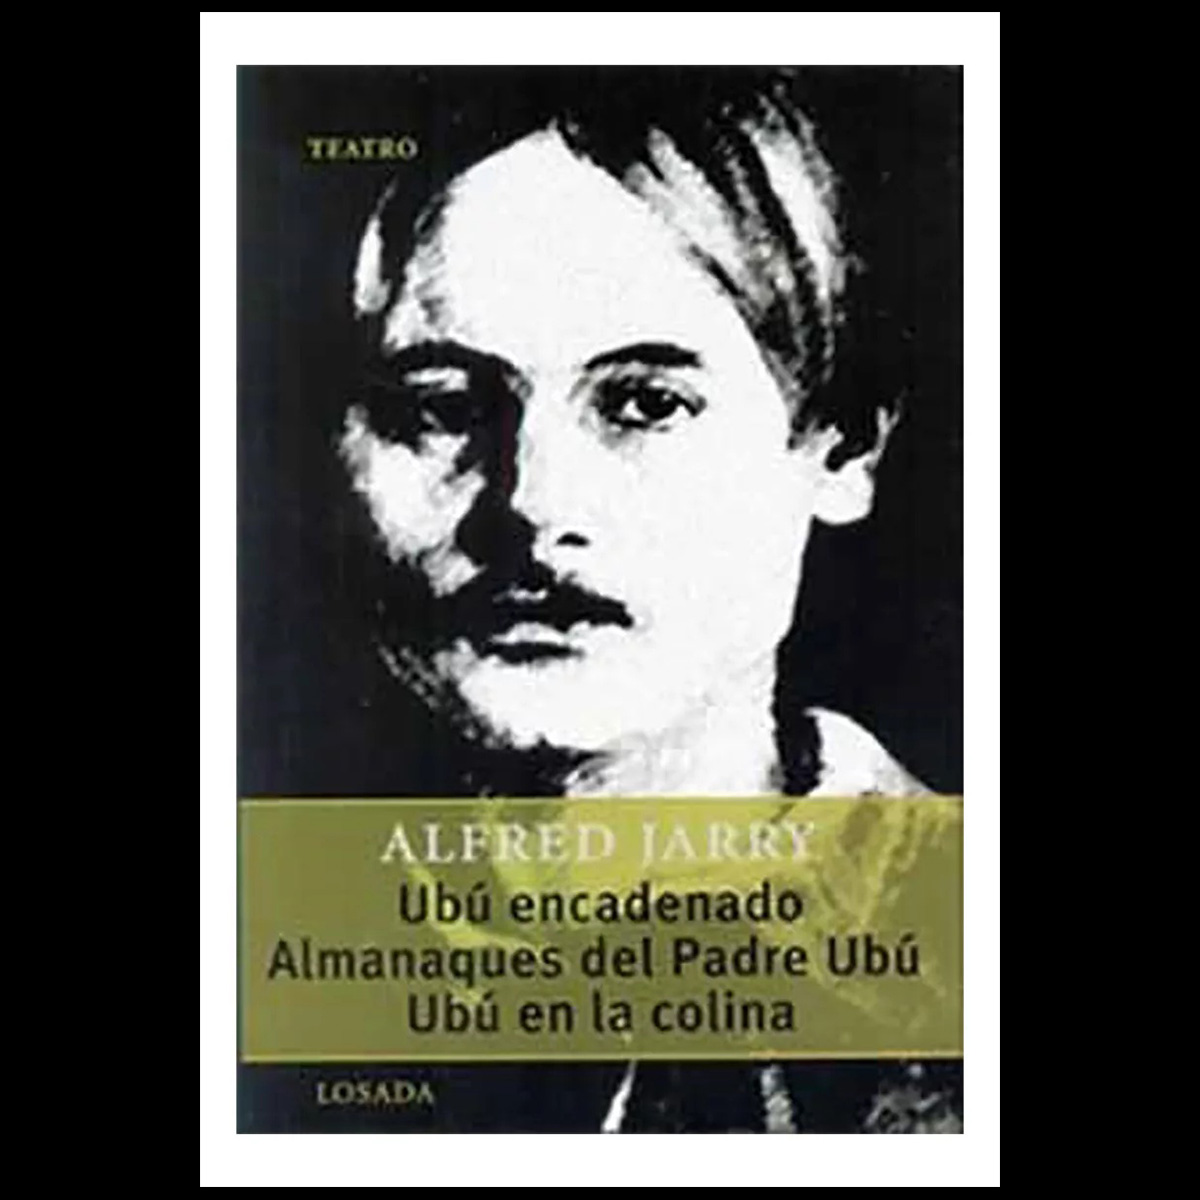 TEATRO
ALFRED JARRY
Ubú encadenado
Almanaques del Padre Ubú
Ubú en la colina
LOSADA